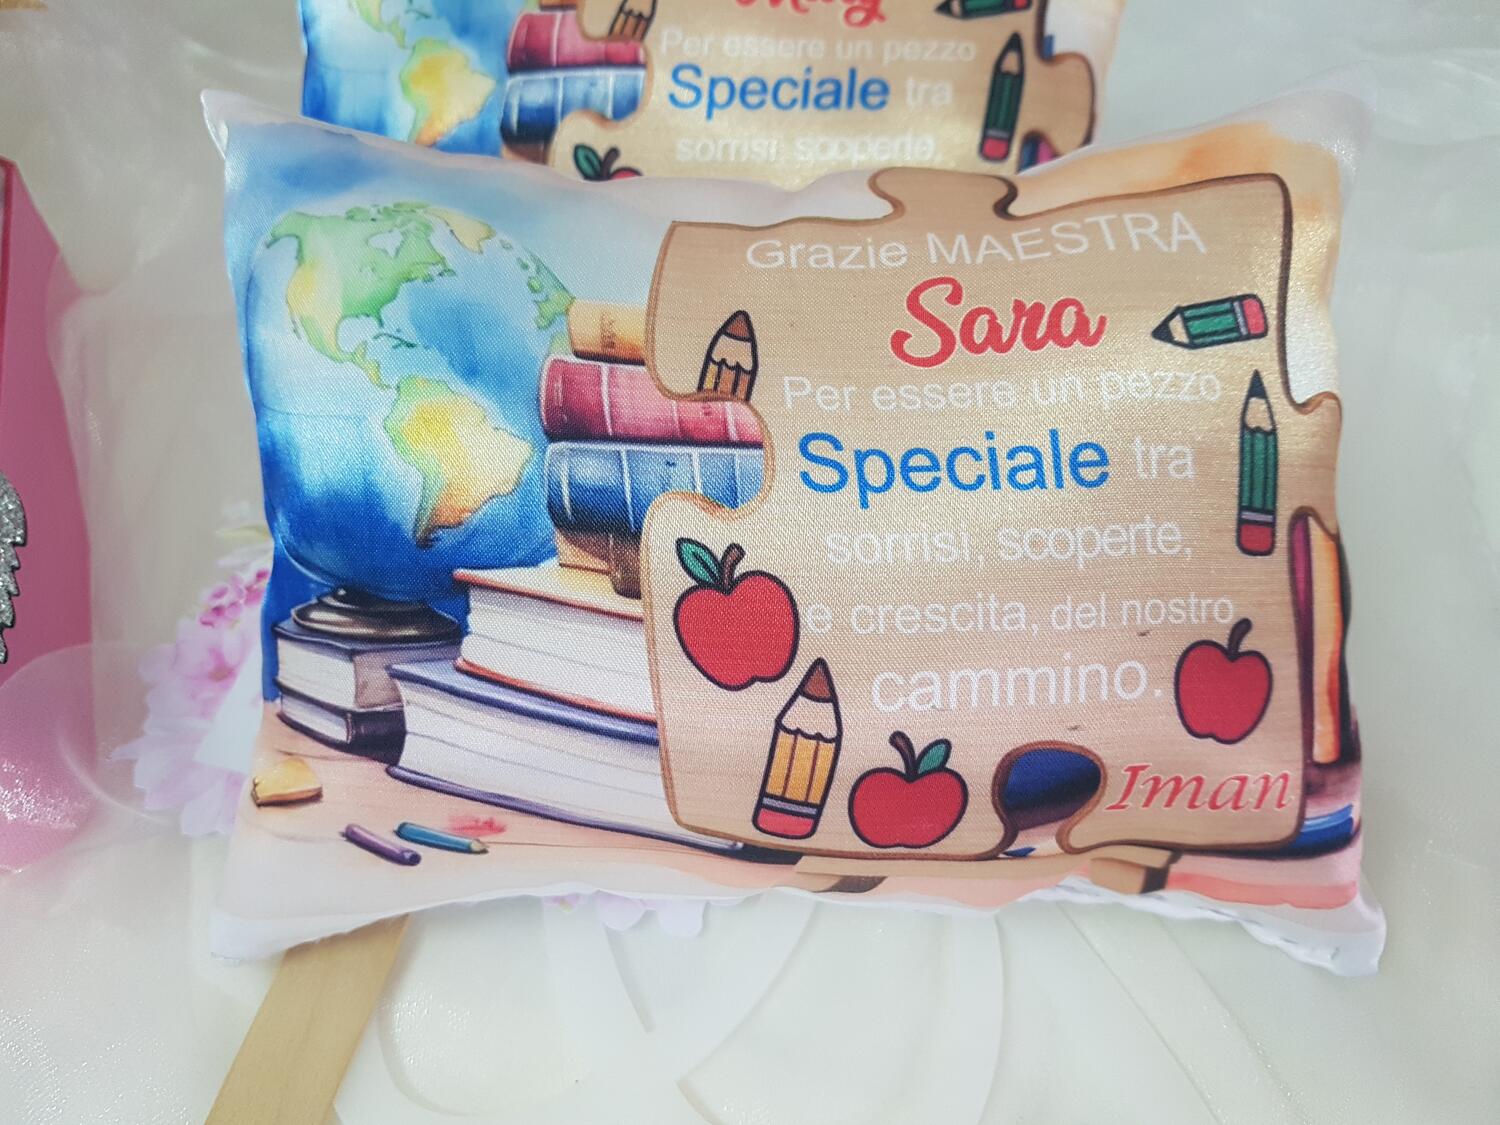 Per essere un pezzo
Speciale tra
sorrisi, scoperte,
Grazie MAESTRA
Sara
Per essere un pezzo
Speciale tra
sorrisi, scoperte,
e crescita, del nostro
cammino.
Iman